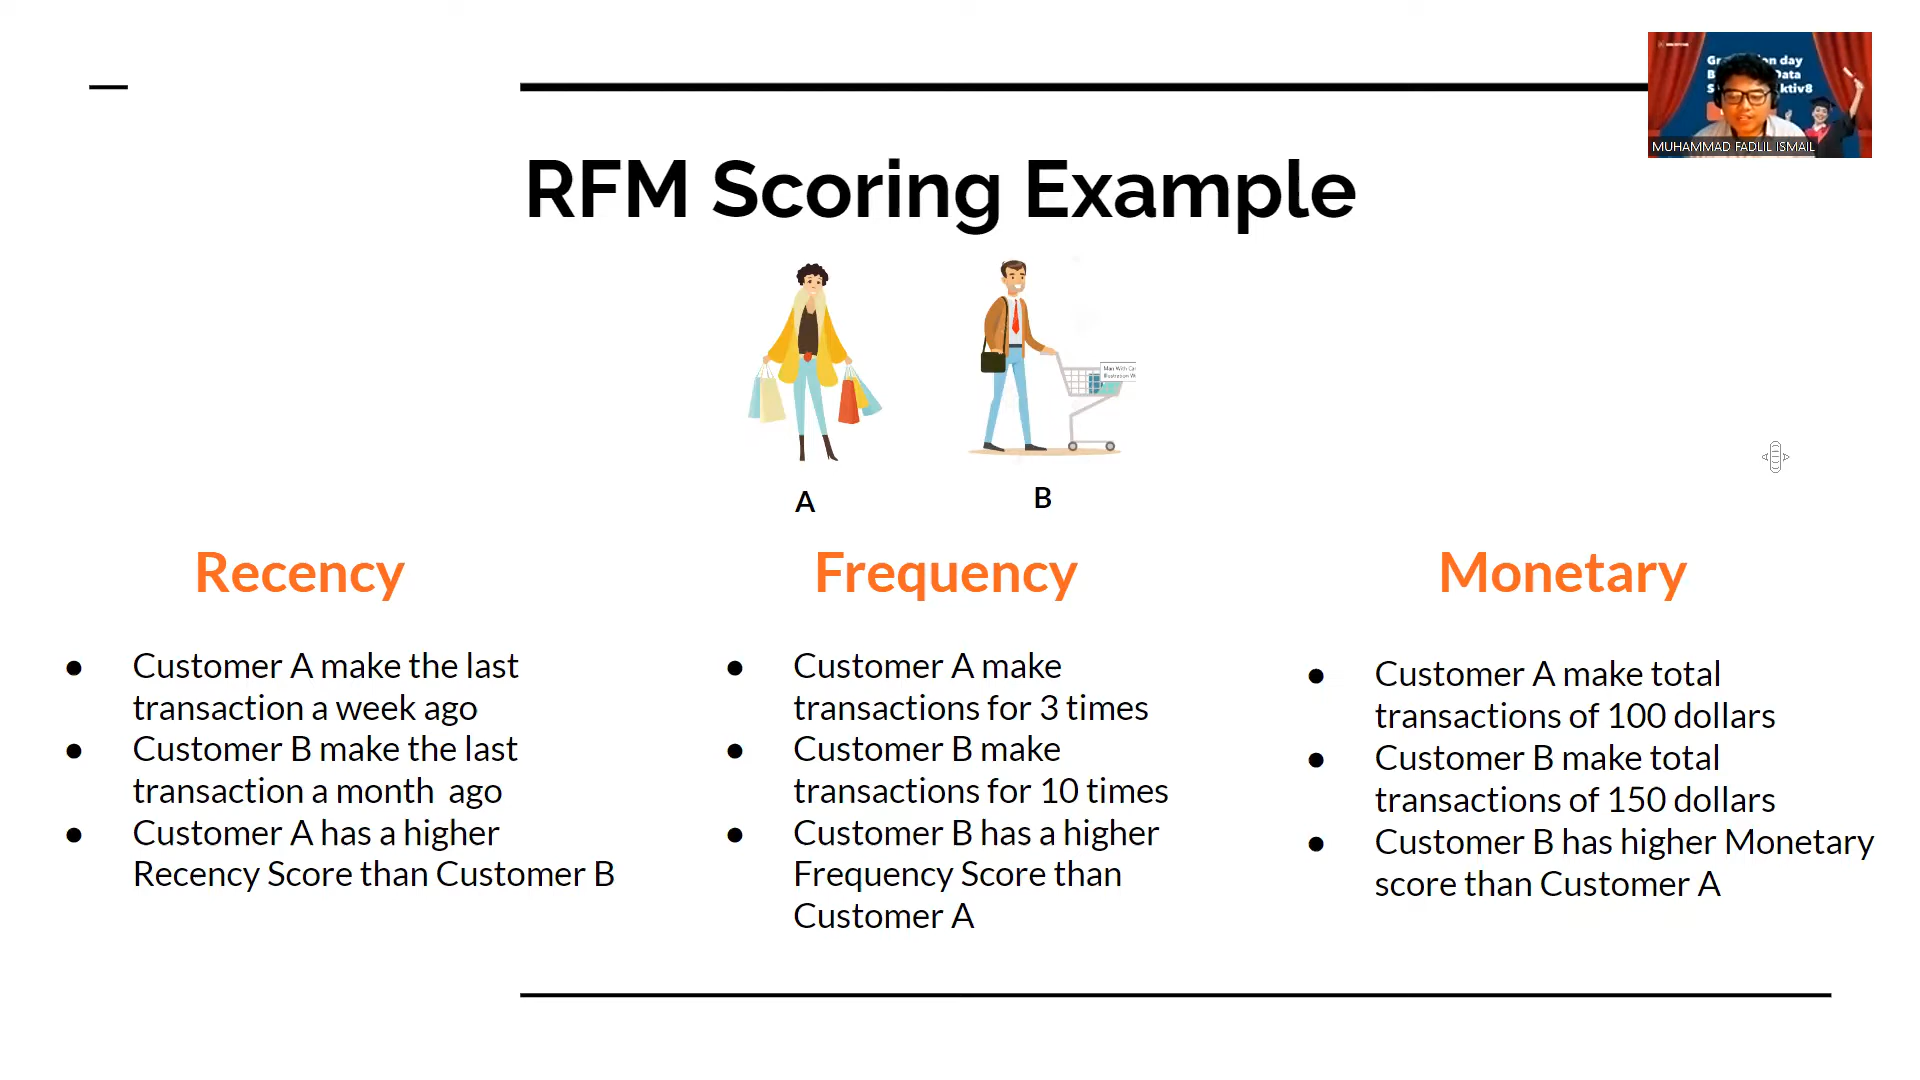 RFM Scoring Example
MUHAMMAD FADLIL ISMAIL
A
B
Recency
● Customer A make the last
transaction a week ago
● Customer B make the last
transaction a month  ago
● Customer A has a higher
Recency Score than Customer B
Frequency
● Customer A make
transactions for 3 times
● Customer B make
transactions for 10 times
● Customer B has a higher
Frequency Score than
Customer A
Monetary
● Customer A make total
transactions of 100 dollars
● Customer B make total
transactions of 150 dollars
● Customer B has higher Monetary
score than Customer A